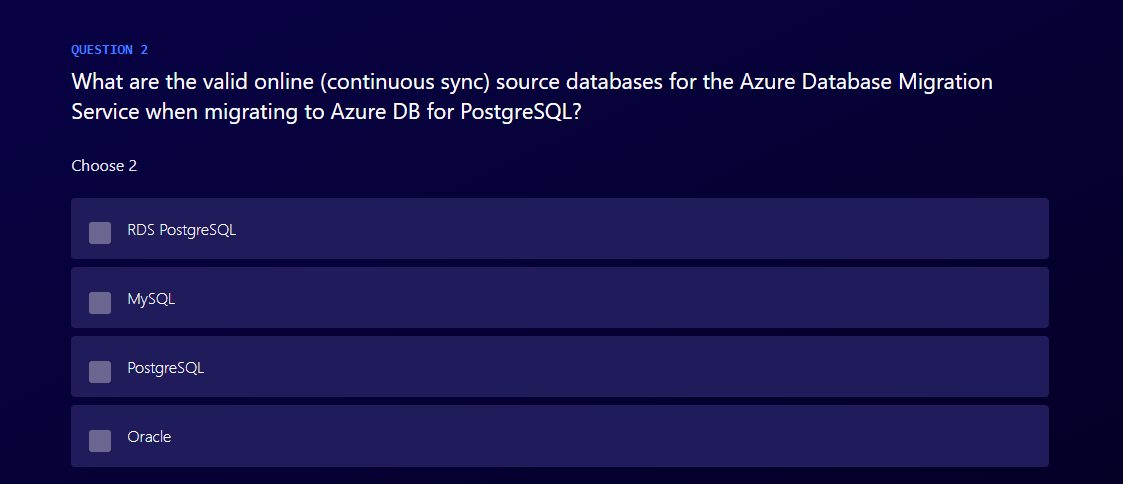 QUESTION 2
What are the valid online (continuous sync) source databases for the Azure Database Migration
Service when migrating to Azure DB for PostgreSQL?
Choose 2
RDS PostgreSQL
MySQL
PostgreSQL
Oracle